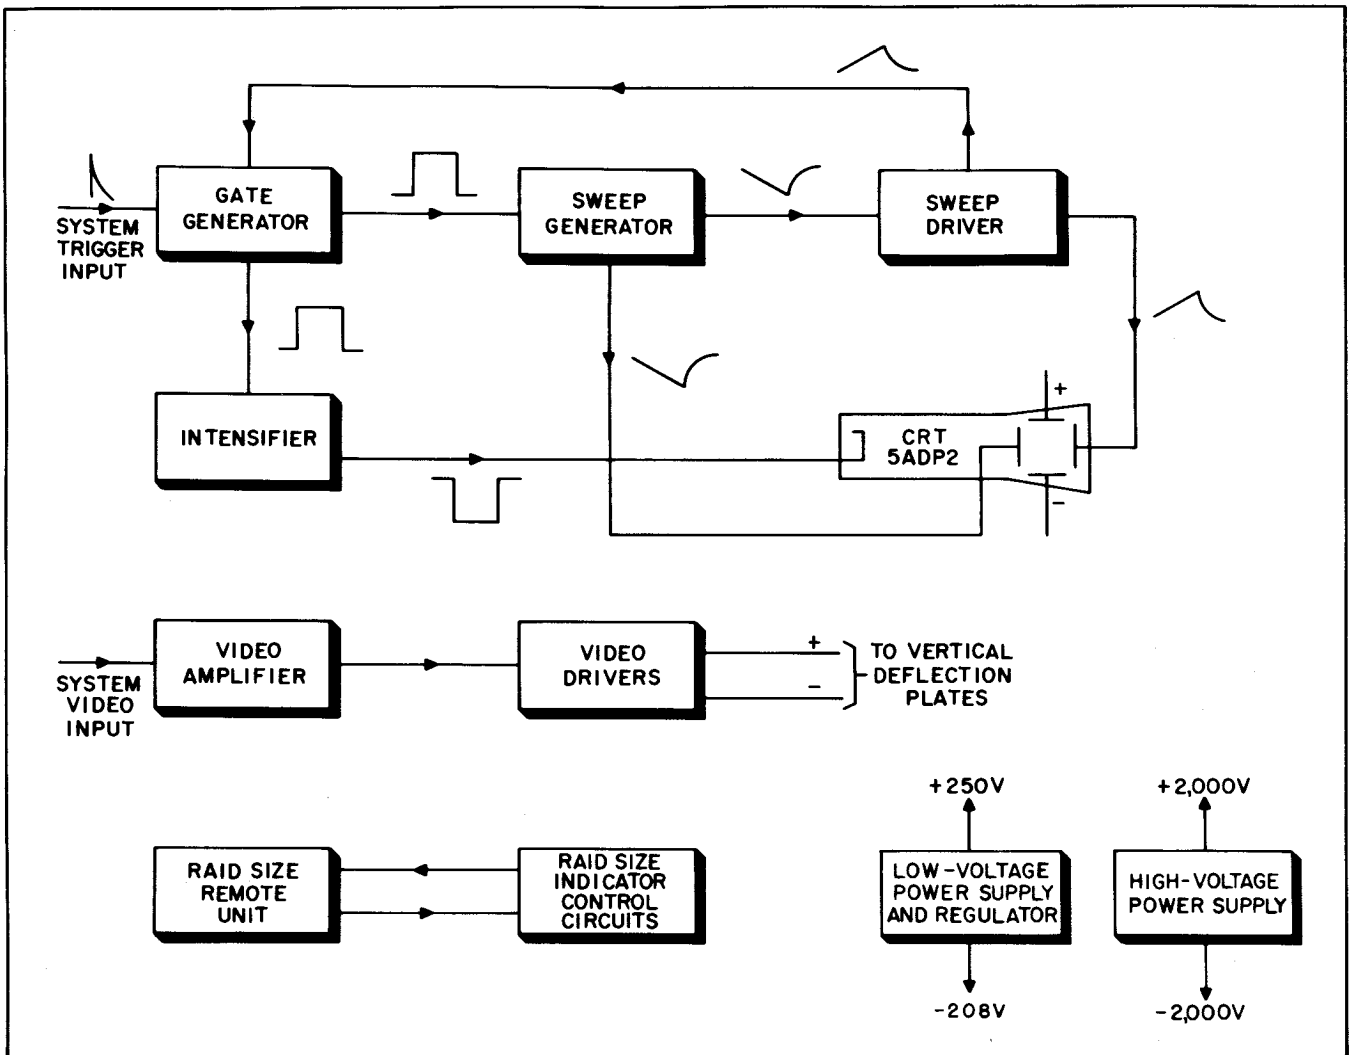 GATE
GENERATOR
SWEEP
GENERATOR
SWEEP
DRIVER
SYSTEM
TRIGGER
INPUT
INTENSIFIER
CRT
5ADP2
+
-
VIDEO
AMPLIFIER
VIDEO
DRIVERS
+
-
TO VERTICAL
DEFLECTION
PLATES
SYSTEM
VIDEO
INPUT
RAID SIZE
REMOTE
UNIT
RAID SIZE
INDICATOR
CONTROL
CIRCUITS
+250V
LOW-VOLTAGE
POWER SUPPLY
AND REGULATOR
-208V
+2,000V
HIGH-VOLTAGE
POWER SUPPLY
-2,000V